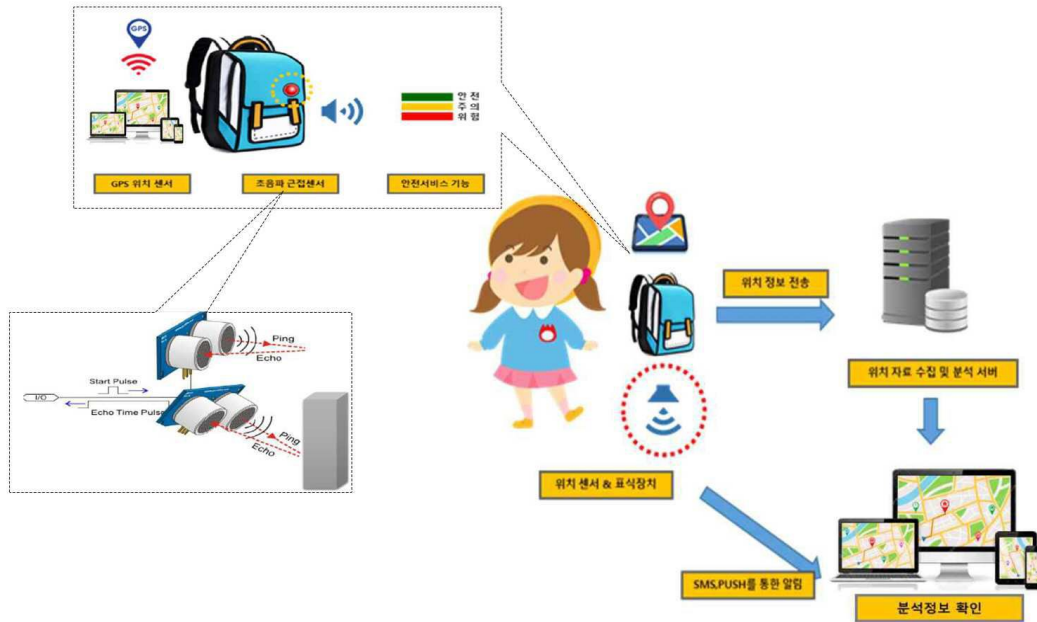 GPS
안 전
주 의
위 험
GPS 위치 센서
초음파 근접센서
안전서비스 기능
위치 정보 전송
Ping
Echo
Start Pulse
I/O
Echo Time Pulse
Ping
Echo
위치 자료 수집 및 분석 서버
위치 센서 & 표식장치
SMS,PUSH를 통한 알림
분석정보 확인